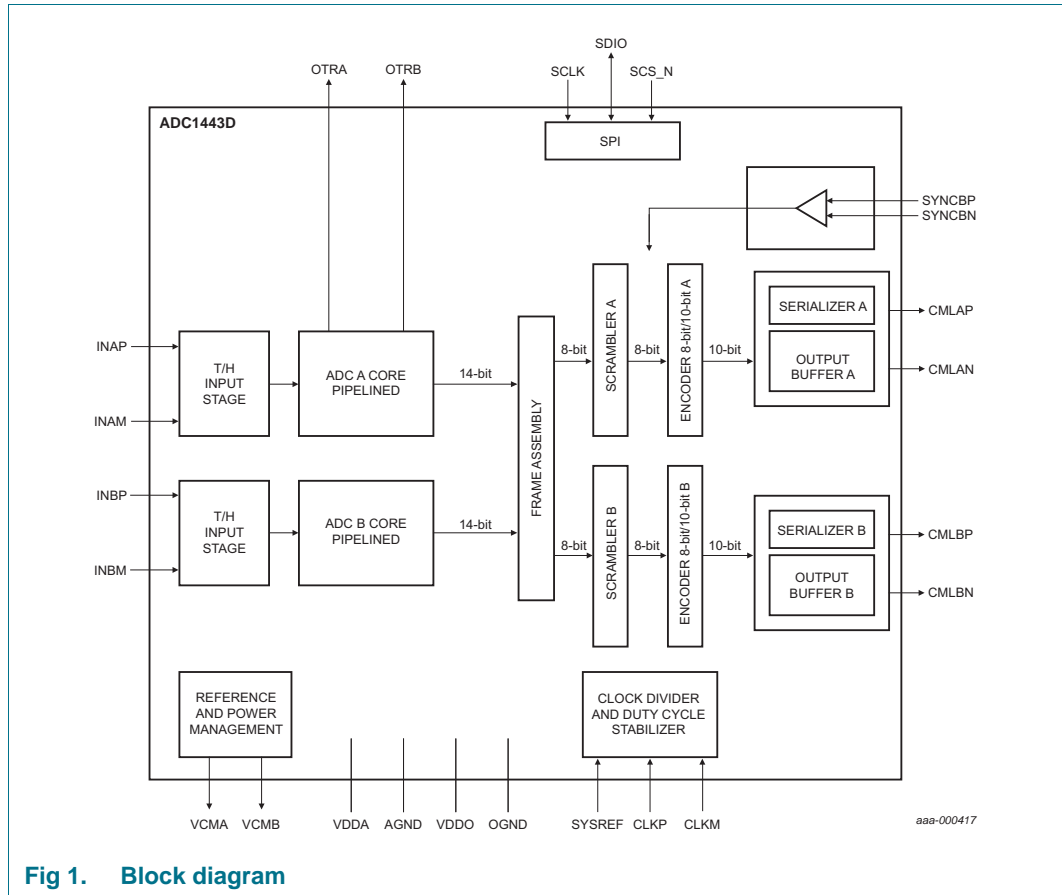 SDIO
OTRA
OTRB
SCLK
SCS_N
ADC1443D
SPI
SYNCBP
SYNCBN
INAP
INAM
T/H
INPUT
STAGE
ADC A CORE
PIPELINED
14-bit
FRAME ASSEMBLY
8-bit
SCRAMBLER A
8-bit
ENCODER 8-bit/10-bit A
10-bit
SERIALIZER A
OUTPUT
BUFFER A
CMLAP
CMLAN
INBP
INBM
T/H
INPUT
STAGE
ADC B CORE
PIPELINED
14-bit
8-bit
SCRAMBLER B
8-bit
ENCODER 8-bit/10-bit B
10-bit
SERIALIZER B
OUTPUT
BUFFER B
CMLBP
CMLBN
REFERENCE
AND POWER
MANAGEMENT
CLOCK DIVIDER
AND DUTY CYCLE
STABILIZER
VCMA
VCMB
VDDA
AGND
VDDO
OGND
SYSREF
CLKP
CLKM
aaa-000417
Fig 1. Block diagram